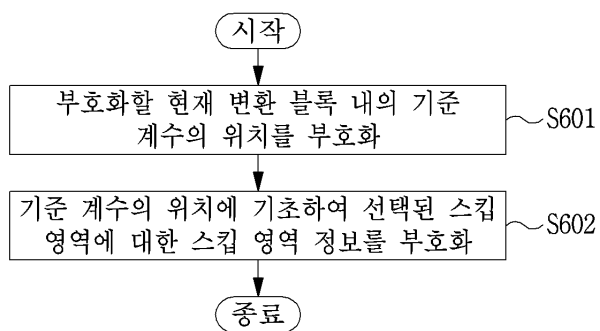 시작
부호화할 현재 변환 블록 내의 기준
계수의 위치를 부호화
S601
기준 계수의 위치에 기초하여 선택된 스킵
영역에 대한 스킵 영역 정보를 부호화
S602
종료